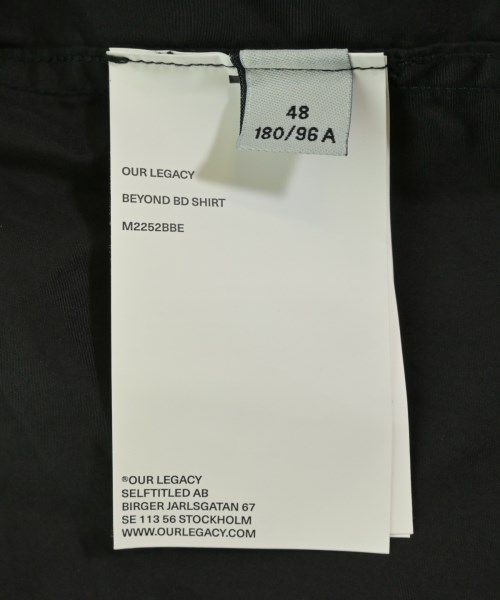 48
180/96 A
OUR LEGACY
BEYOND BD SHIRT
M2252BBE
®OUR LEGACY
SELFTITLED AB
BIRGER JARLSGATAN 67
SE 113 56 STOCKHOLM
WWW.OURLEGACY.COM